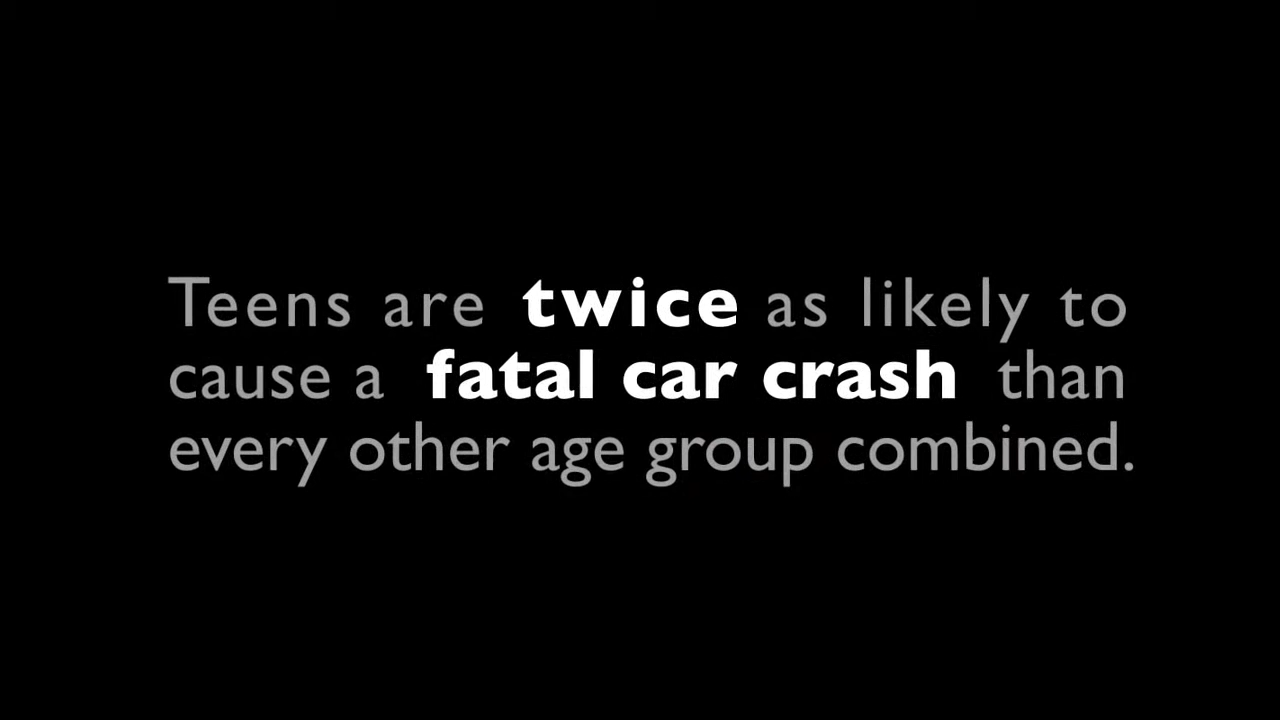 Teens are twice as likely to
cause a fatal car crash than
every other age group combined.